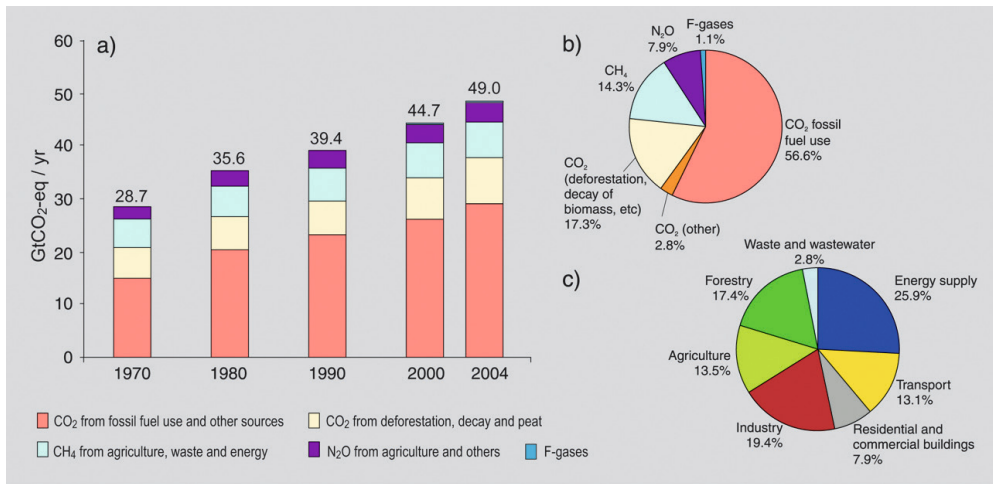 a)
GtCO₂-eq / yr
60
50
40
30
20
10
0
28.7
35.6
39.4
44.7
49.0
1970
1980
1990
2000
2004
b)
F-gases
1.1%
N₂O
7.9%
CH₄
14.3%
CO₂ fossil
fuel use
56.6%
CO₂
(deforestation,
decay of
biomass, etc)
17.3%
CO₂ (other)
2.8%
c)
Waste and wastewater
2.8%
Forestry
17.4%
Energy supply
25.9%
Agriculture
13.5%
Transport
13.1%
Industry
19.4%
Residential and
commercial buildings
7.9%
CO₂ from fossil fuel use and other sources
CO₂ from deforestation, decay and peat
CH₄ from agriculture, waste and energy
N₂O from agriculture and others
F-gases